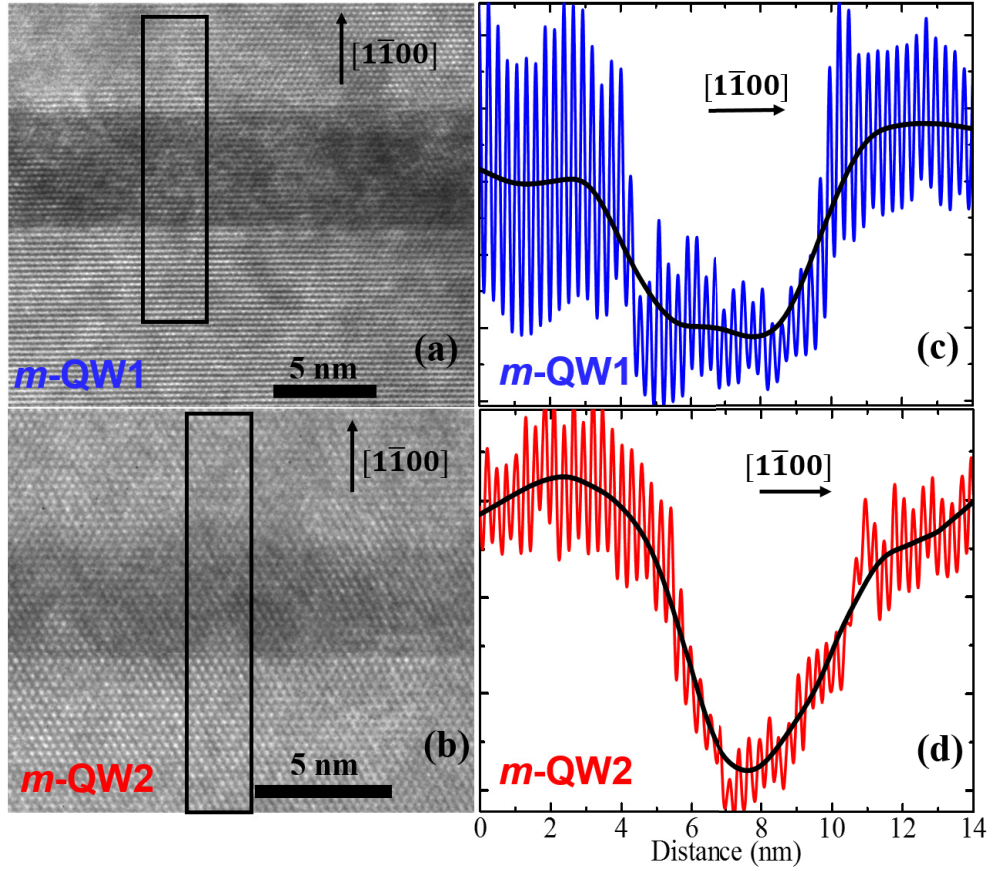 [11̅00]
(a)
m-QW1
5 nm
[11̅00]
(c)
m-QW1
[11̅00]
(b)
m-QW2
5 nm
[11̅00]
(d)
m-QW2
0 2 4 6 8 10 12 14
Distance (nm)